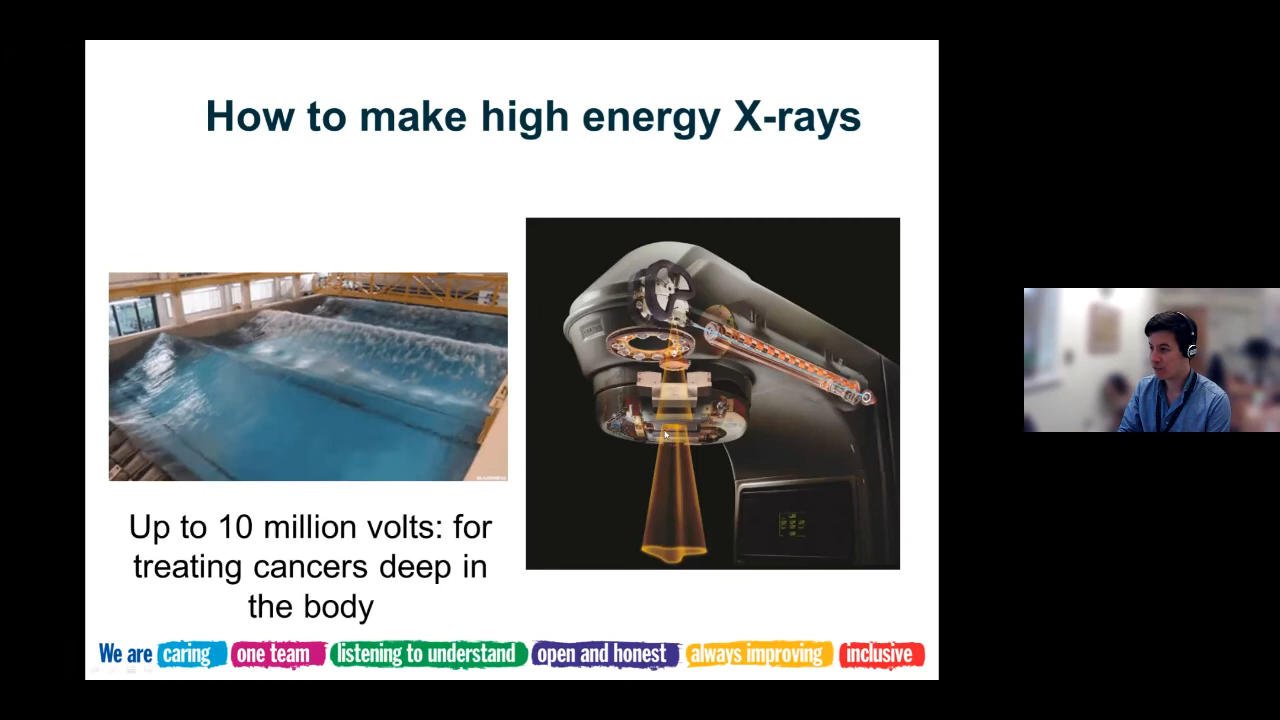 How to make high energy X-rays
Up to 10 million volts: for
treating cancers deep in
the body
We are caring one team listening to understand open and honest always improving inclusive